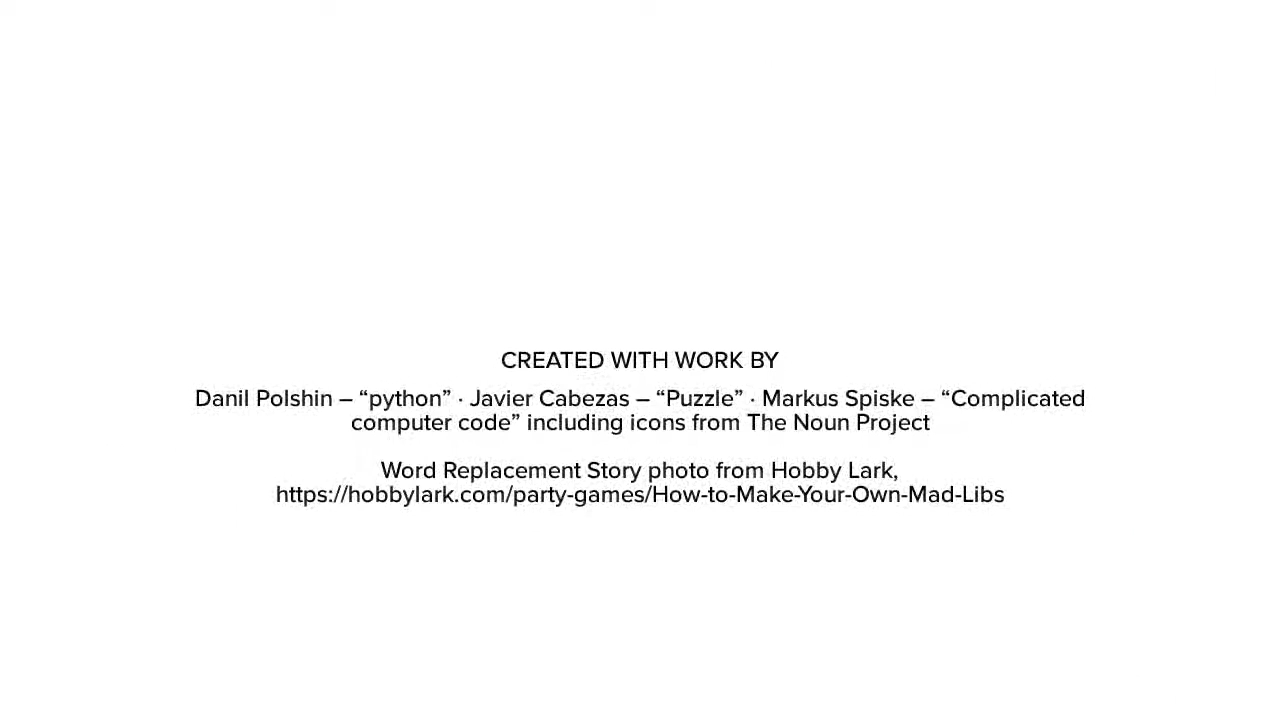 CREATED WITH WORK BY
Danil Polshin – “python” · Javier Cabezas – “Puzzle” · Markus Spiske – “Complicated
computer code” including icons from The Noun Project
Word Replacement Story photo from Hobby Lark,
https://hobbylark.com/party-games/How-to-Make-Your-Own-Mad-Libs